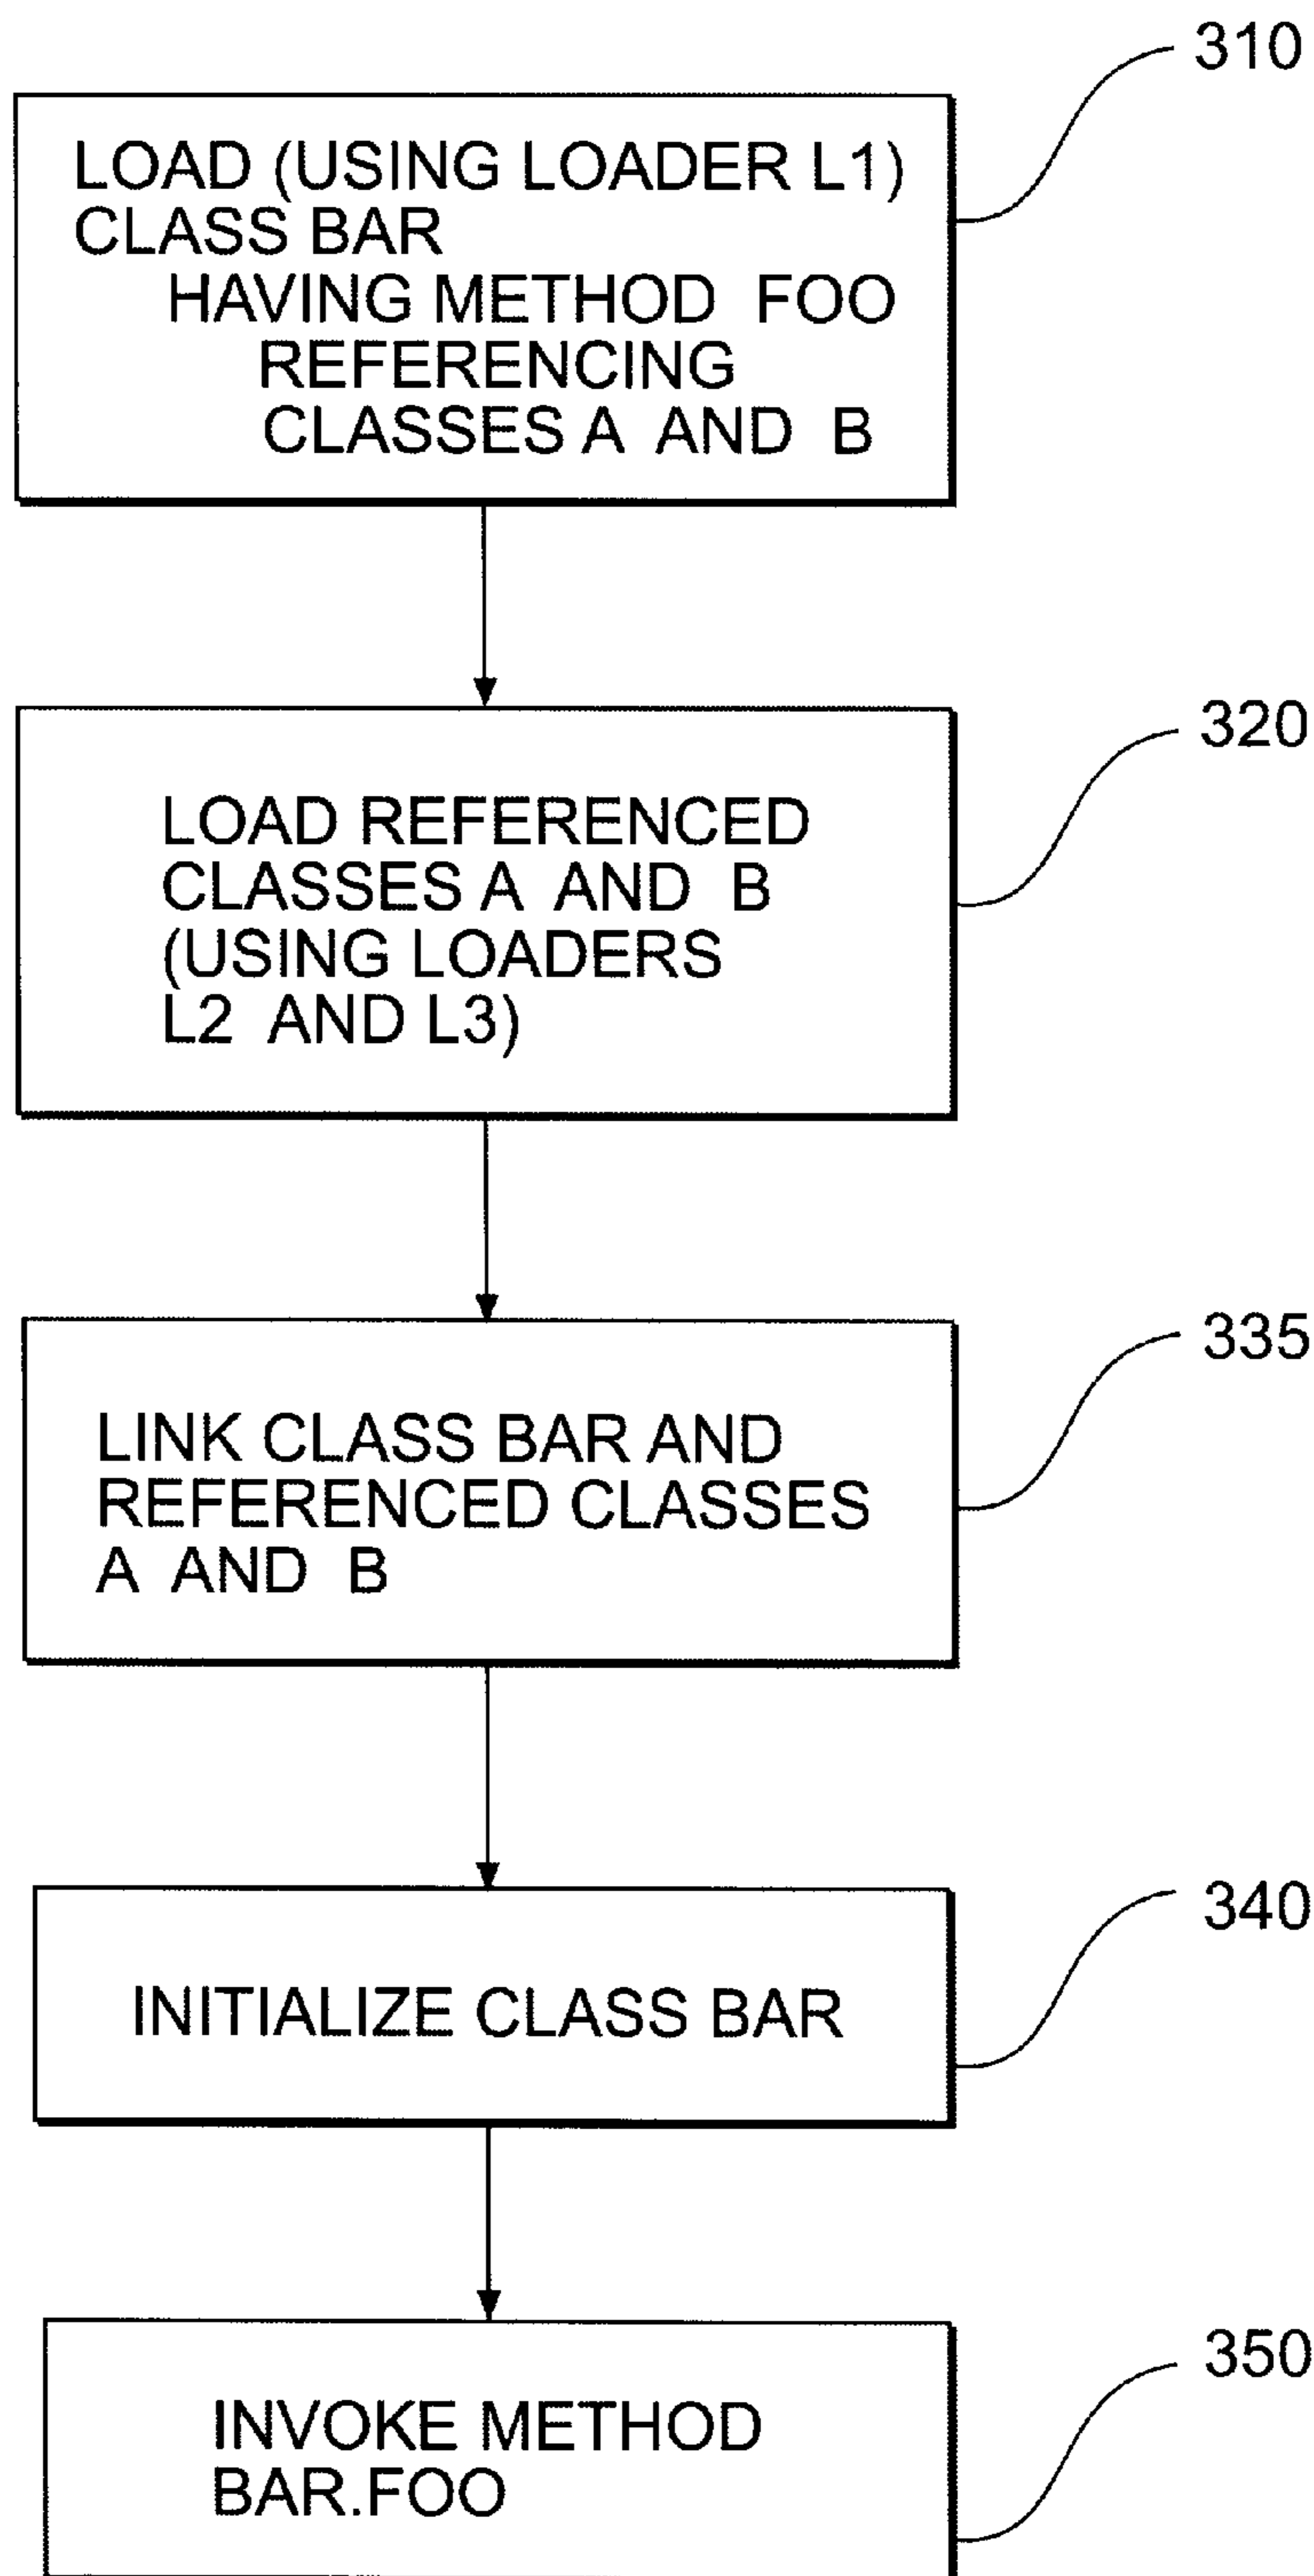 310
LOAD (USING LOADER L1)
CLASS BAR
HAVING METHOD FOO
REFERENCING
CLASSES A AND B
320
LOAD REFERENCED
CLASSES A AND B
(USING LOADERS
L2 AND L3)
335
LINK CLASS BAR AND
REFERENCED CLASSES
A AND B
340
INITIALIZE CLASS BAR
350
INVOKE METHOD
BAR.FOO